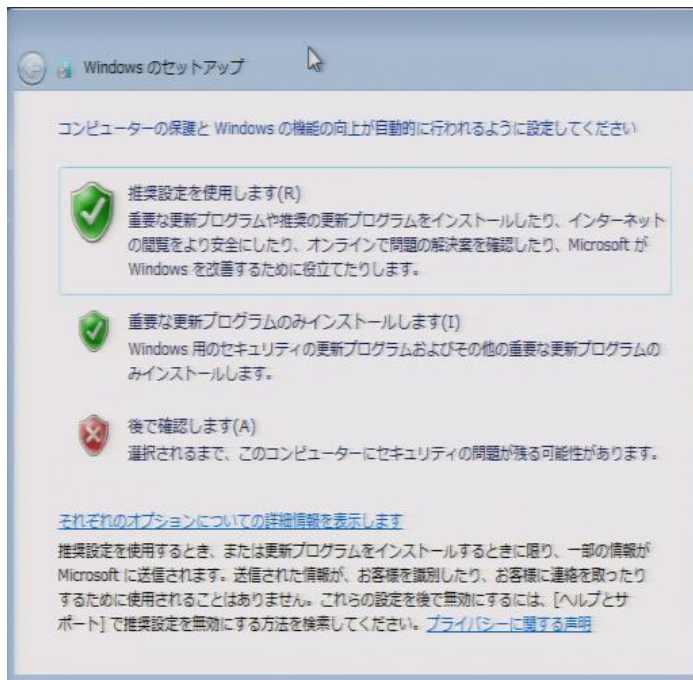 Windows のセットアップ
コンピューターの保護と Windows の機能の向上が自動的に行われるように設定してください
推奨設定を使用します(R)
重要な更新プログラムや推奨の更新プログラムをインストールしたり、インターネット
の閲覧をより安全にしたり、オンラインで問題の解決案を確認したり、Microsoft が
Windows を改善するために役立てたりします。
重要な更新プログラムのみインストールします(I)
Windows 用のセキュリティの更新プログラムおよびその他の重要な更新プログラムの
みインストールします。
後で確認します(A)
選択されるまで、このコンピューターにセキュリティの問題が残る可能性があります。
それぞれのオプションについての詳細情報を表示します
推奨設定を使用するとき、または更新プログラムをインストールするときに限り、一部の情報が
Microsoft に送信されます。送信された情報が、お客様を識別したり、お客様に連絡を取ったり
するために使用されることはありません。これらの設定を後で無効にするには、[ヘルプとサ
ポート] で推奨設定を無効にする方法を検索してください。プライバシーに関する声明